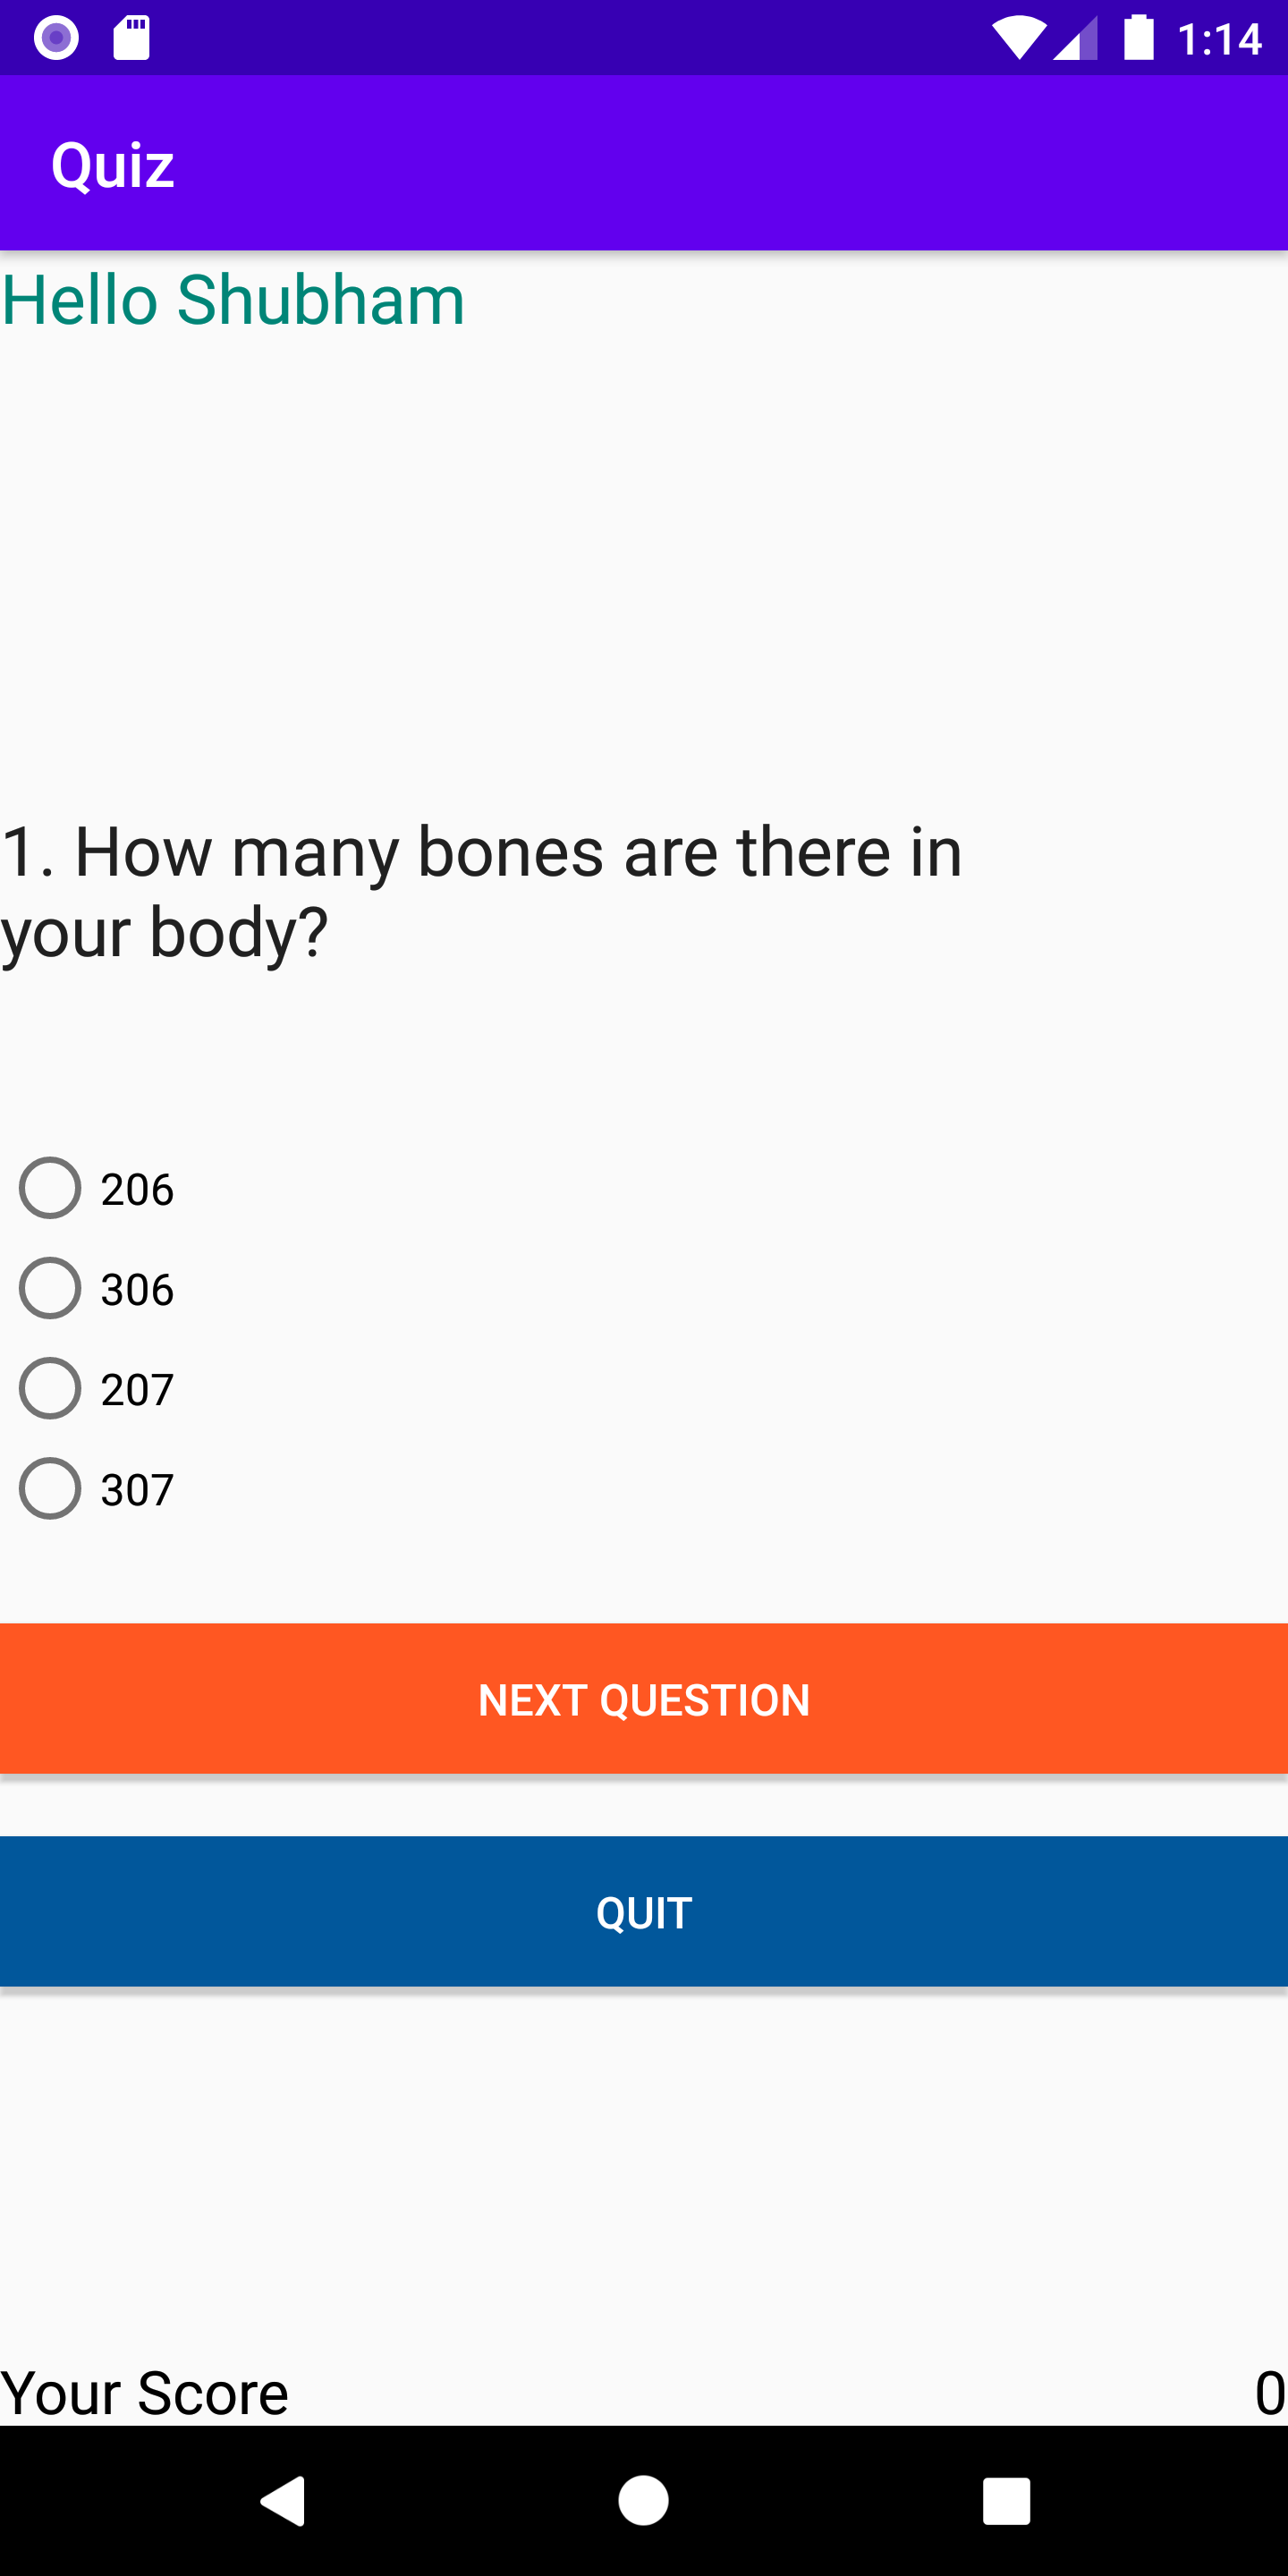 1:14
Quiz
Hello Shubham
1. How many bones are there in
your body?
206
306
207
307
NEXT QUESTION
QUIT
Your Score 0